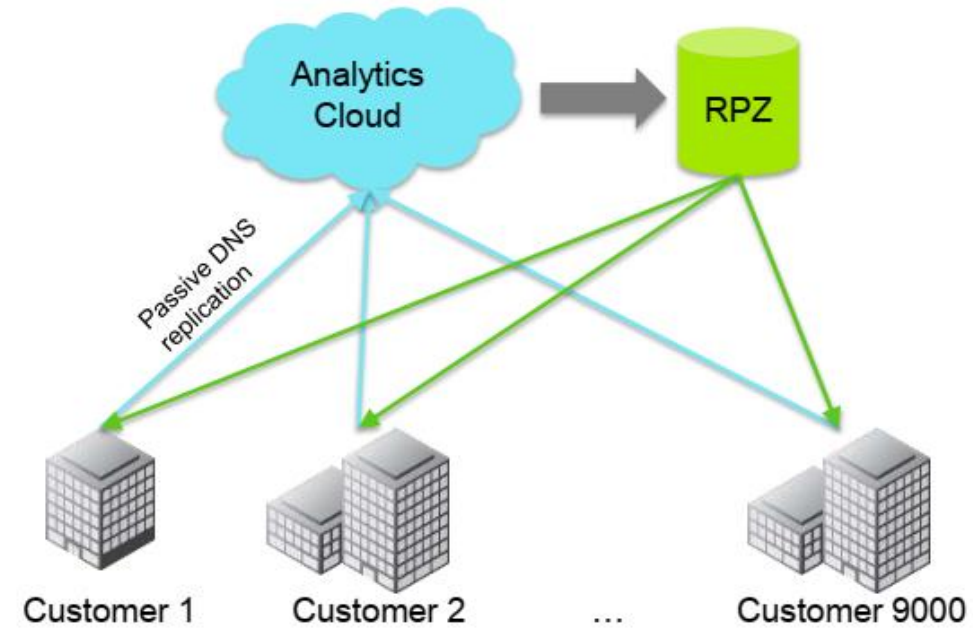 Analytics
Cloud
RPZ
Passive DNS
replication
Customer 1
Customer 2
...
Customer 9000